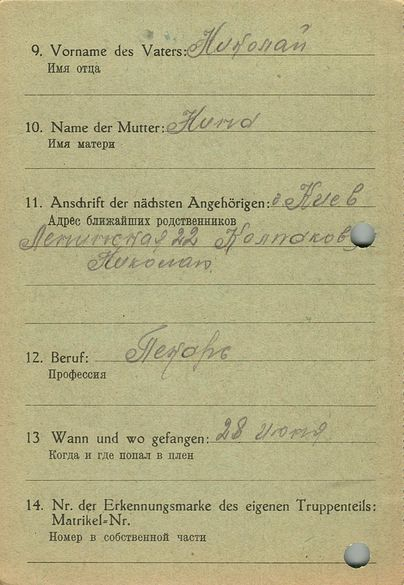 9. Vorname des Vaters: Николай
Имя отца
10. Name der Mutter: Нина
Имя матери
11. Anschrift der nächsten Angehörigen: г Киев
Адрес ближайших родственников
Ленинская 22 Колпакову
Николаю
12. Beruf: Пекарь
Профессия
13 Wann und wo gefangen: 28 июня
Когда и где попал в плен
14. Nr. der Erkennungsmarke des eigenen Truppenteils:
Matrikel-Nr.
Номер в собственной части